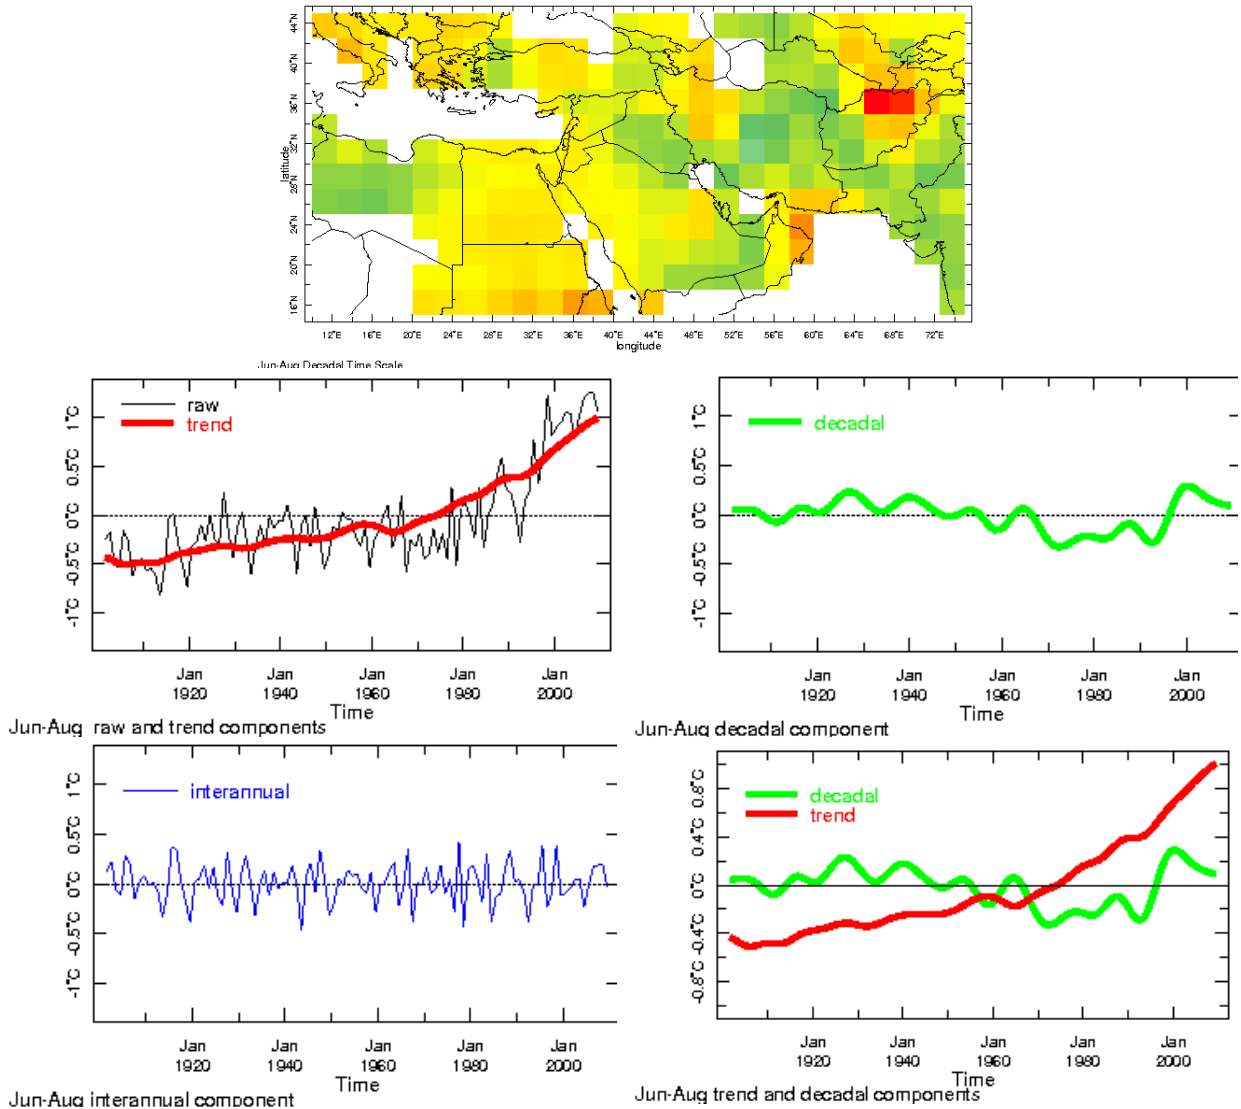 44°N
40°N
36°N
32°N
28°N
24°N
20°N
16°N
latitude
12°E 16°E 20°E 24°E 28°E 32°E 36°E 40°E 44°E 48°E 52°E 56°E 60°E 64°E 68°E 72°E
longitude
Jun-Aug Decadal Time Scale
raw
trend
1°C
0.5°C
0°C
-0.5°C
-1°C
Jan 1920 Jan 1940 Jan 1960 Jan 1980 Jan 2000
Time
Jun-Aug raw and trend components
decadal
1°C
0.5°C
0°C
-0.5°C
-1°C
Jan 1920 Jan 1940 Jan 1960 Jan 1980 Jan 2000
Time
Jun-Aug decadal component
interannual
1°C
0.5°C
0°C
-0.5°C
-1°C
Jan 1920 Jan 1940 Jan 1960 Jan 1980 Jan 2000
Time
Jun-Aug interannual component
decadal
trend
0.8°C
0.4°C
0°C
-0.4°C
-0.8°C
Jan 1920 Jan 1940 Jan 1960 Jan 1980 Jan 2000
Time
Jun-Aug trend and decadal components